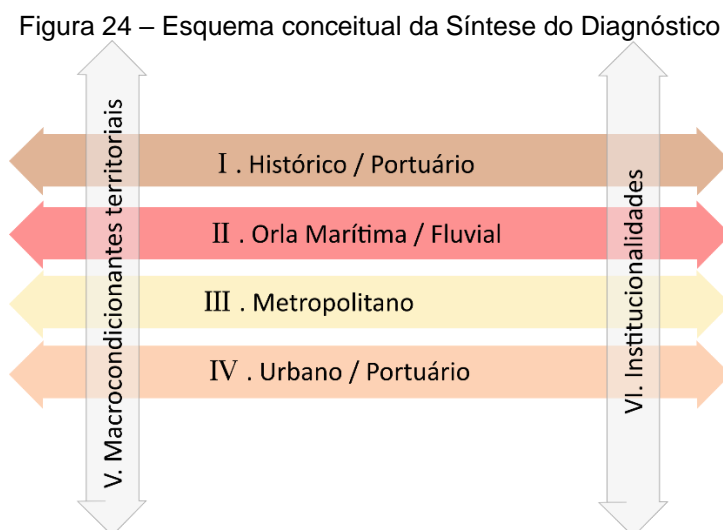 Figura 24 – Esquema conceitual da Síntese do Diagnóstico
I . Histórico / Portuário
II . Orla Marítima / Fluvial
III . Metropolitano
IV . Urbano / Portuário
V. Macrocondicionantes territoriais
VI. Institucionalidades